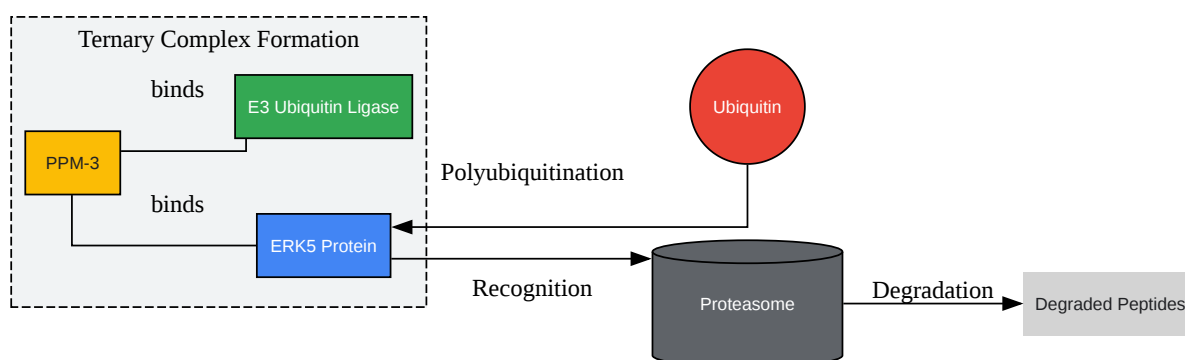 Ternary Complex Formation
binds
E3 Ubiquitin Ligase
Ubiquitin
PPM-3
Polyubiquitination
binds
ERK5 Protein
Recognition
Proteasome
Degradation
Degraded Peptides